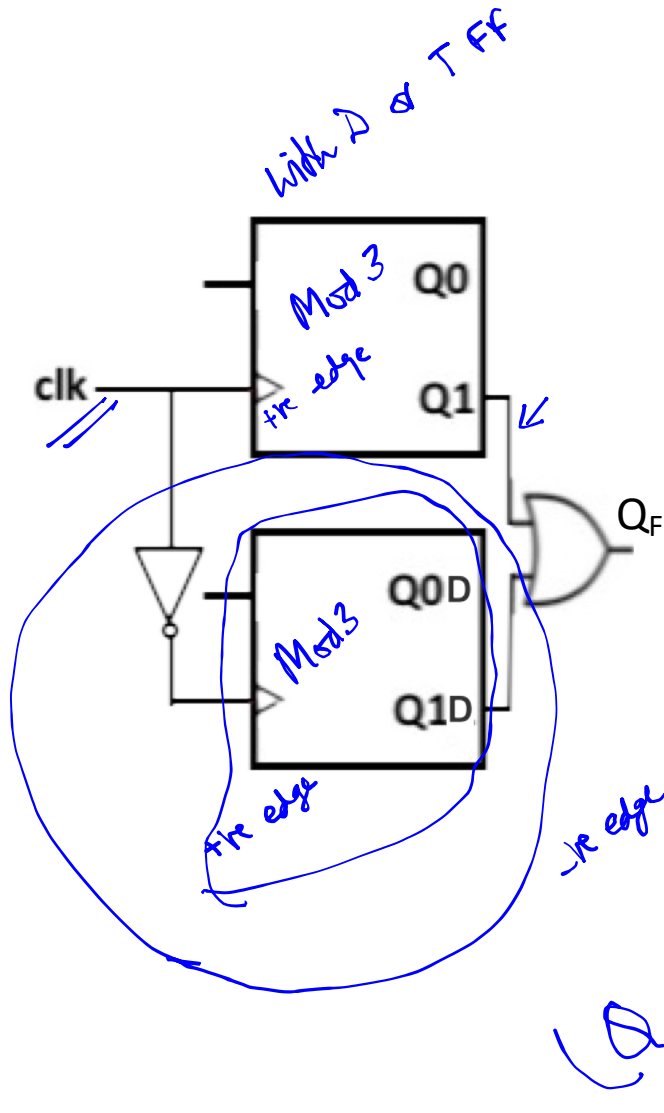 with D or T FF
Mod 3
Q0
clk
+ve edge
Q1
QF
Q0D
Mod3
Q1D
+ve edge
-ve edge
Q